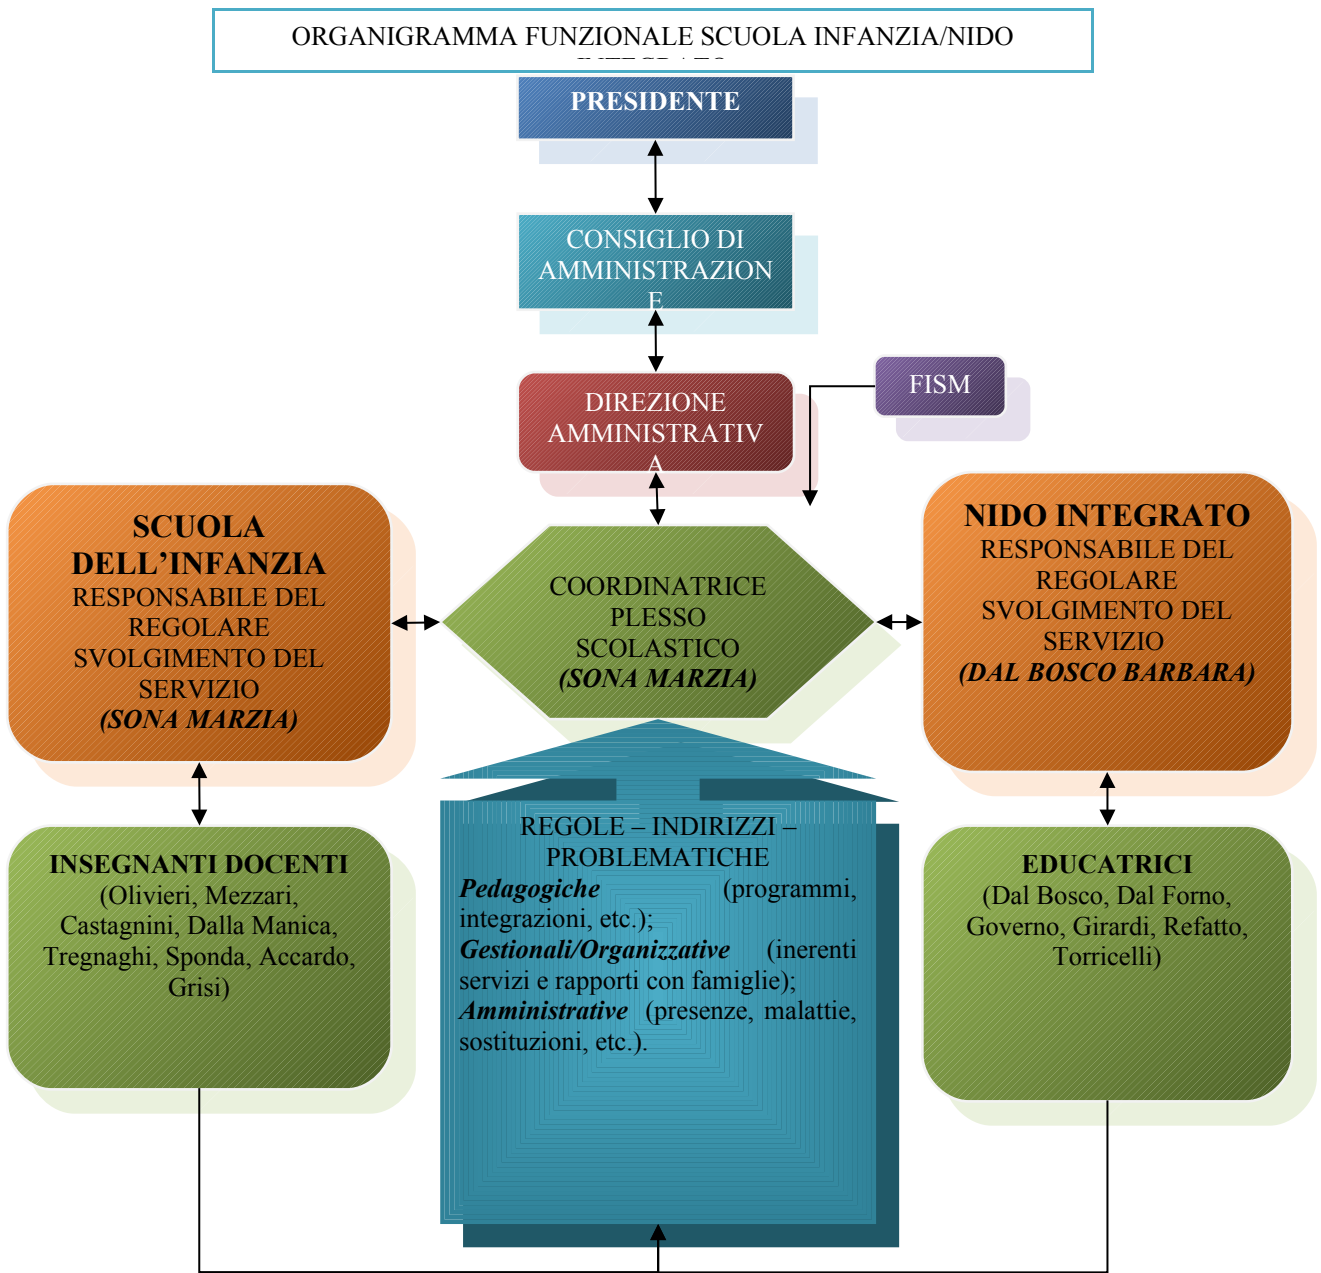 ORGANIGRAMMA FUNZIONALE SCUOLA INFANZIA/NIDO
PRESIDENTE
CONSIGLIO DI
AMMINISTRAZION
E
DIREZIONE
AMMINISTRATIV
A
FISM
SCUOLA
DELL’INFANZIA
RESPONSABILE DEL
REGOLARE
SVOLGIMENTO DEL
SERVIZIO
(SONA MARZIA)
COORDINATRICE
PLESSO
SCOLASTICO
(SONA MARZIA)
NIDO INTEGRATO
RESPONSABILE DEL
REGOLARE
SVOLGIMENTO DEL
SERVIZIO
(DAL BOSCO BARBARA)
INSEGNANTI DOCENTI
(Olivieri, Mezzari,
Castagnini, Dalla Manica,
Tregnaghi, Sponda, Accardo,
Grisi)
REGOLE – INDIRIZZI –
PROBLEMATICHE
Pedagogiche (programmi,
integrazioni, etc.);
Gestionali/Organizzative (inerenti
servizi e rapporti con famiglie);
Amministrative (presenze, malattie,
sostituzioni, etc.).
EDUCATRICI
(Dal Bosco, Dal Forno,
Governo, Girardi, Refatto,
Torricelli)